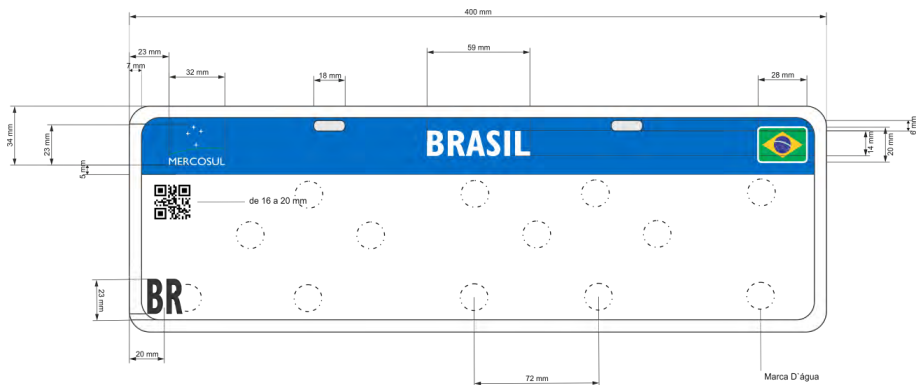 400 mm
23 mm
59 mm
7 mm
32 mm
18 mm
28 mm
34 mm
23 mm
5 mm
6 mm
14 mm
20 mm
BRASIL
MERCOSUL
de 16 a 20 mm
BR
23 mm
20 mm
72 mm
Marca D`água